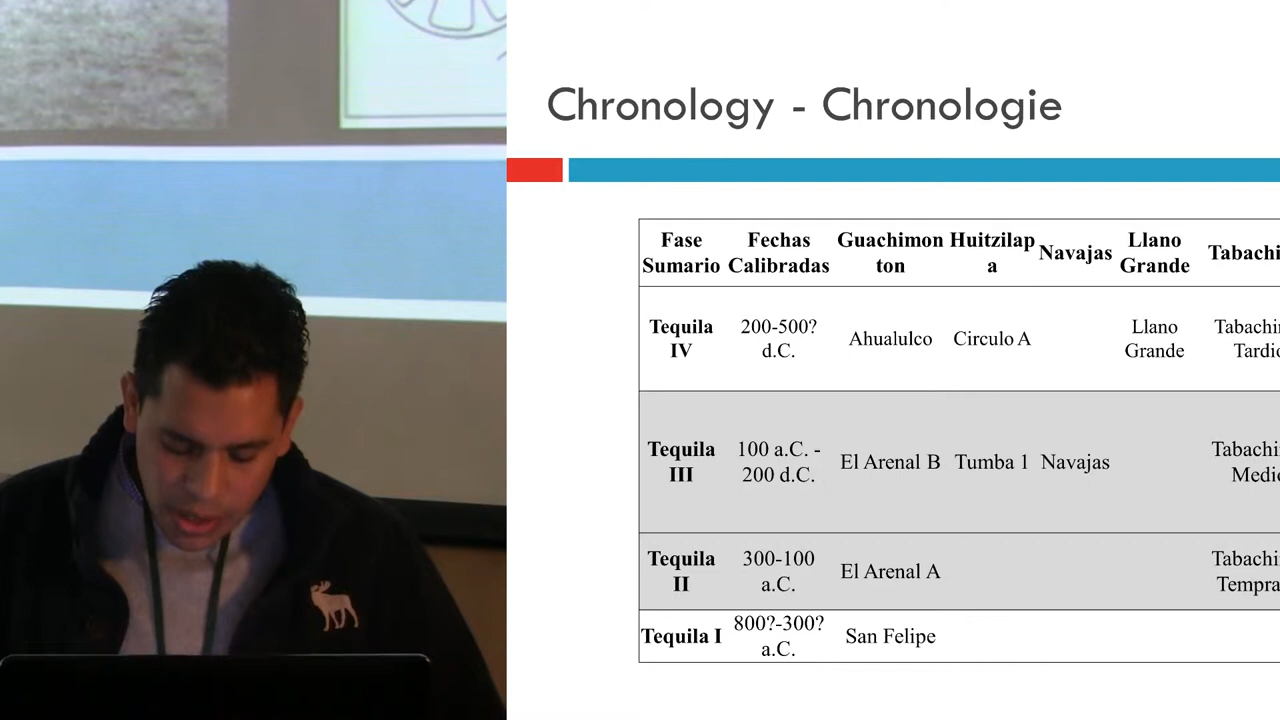 Chronology - Chronologie
Fase Sumario Fechas Calibradas Guachimon ton Huitzilap a Navajas Llano Grande
Tequila IV 200-500? d.C. Ahualulco Circulo A Llano Grande
Tequila III 100 a.C. - 200 d.C. El Arenal B Tumba 1 Navajas
Tequila II 300-100 a.C. El Arenal A
Tequila I 800?-300? a.C. San Felipe